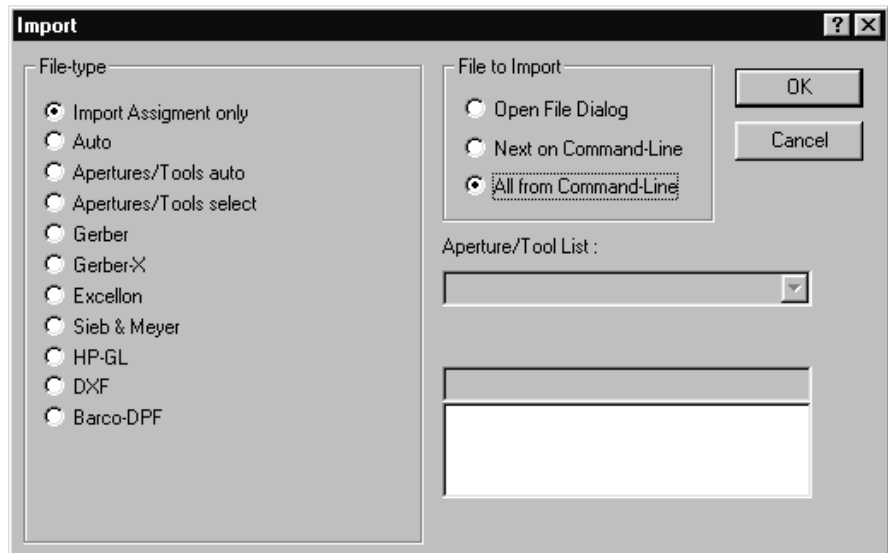 Import
File-type
Import Assigment only
Auto
Apertures/Tools auto
Apertures/Tools select
Gerber
Gerber-X
Excellon
Sieb & Meyer
HP-GL
DXF
Barco-DPF
File to Import
Open File Dialog
Next on Command-Line
All from Command-Line
Aperture/Tool List :
OK
Cancel